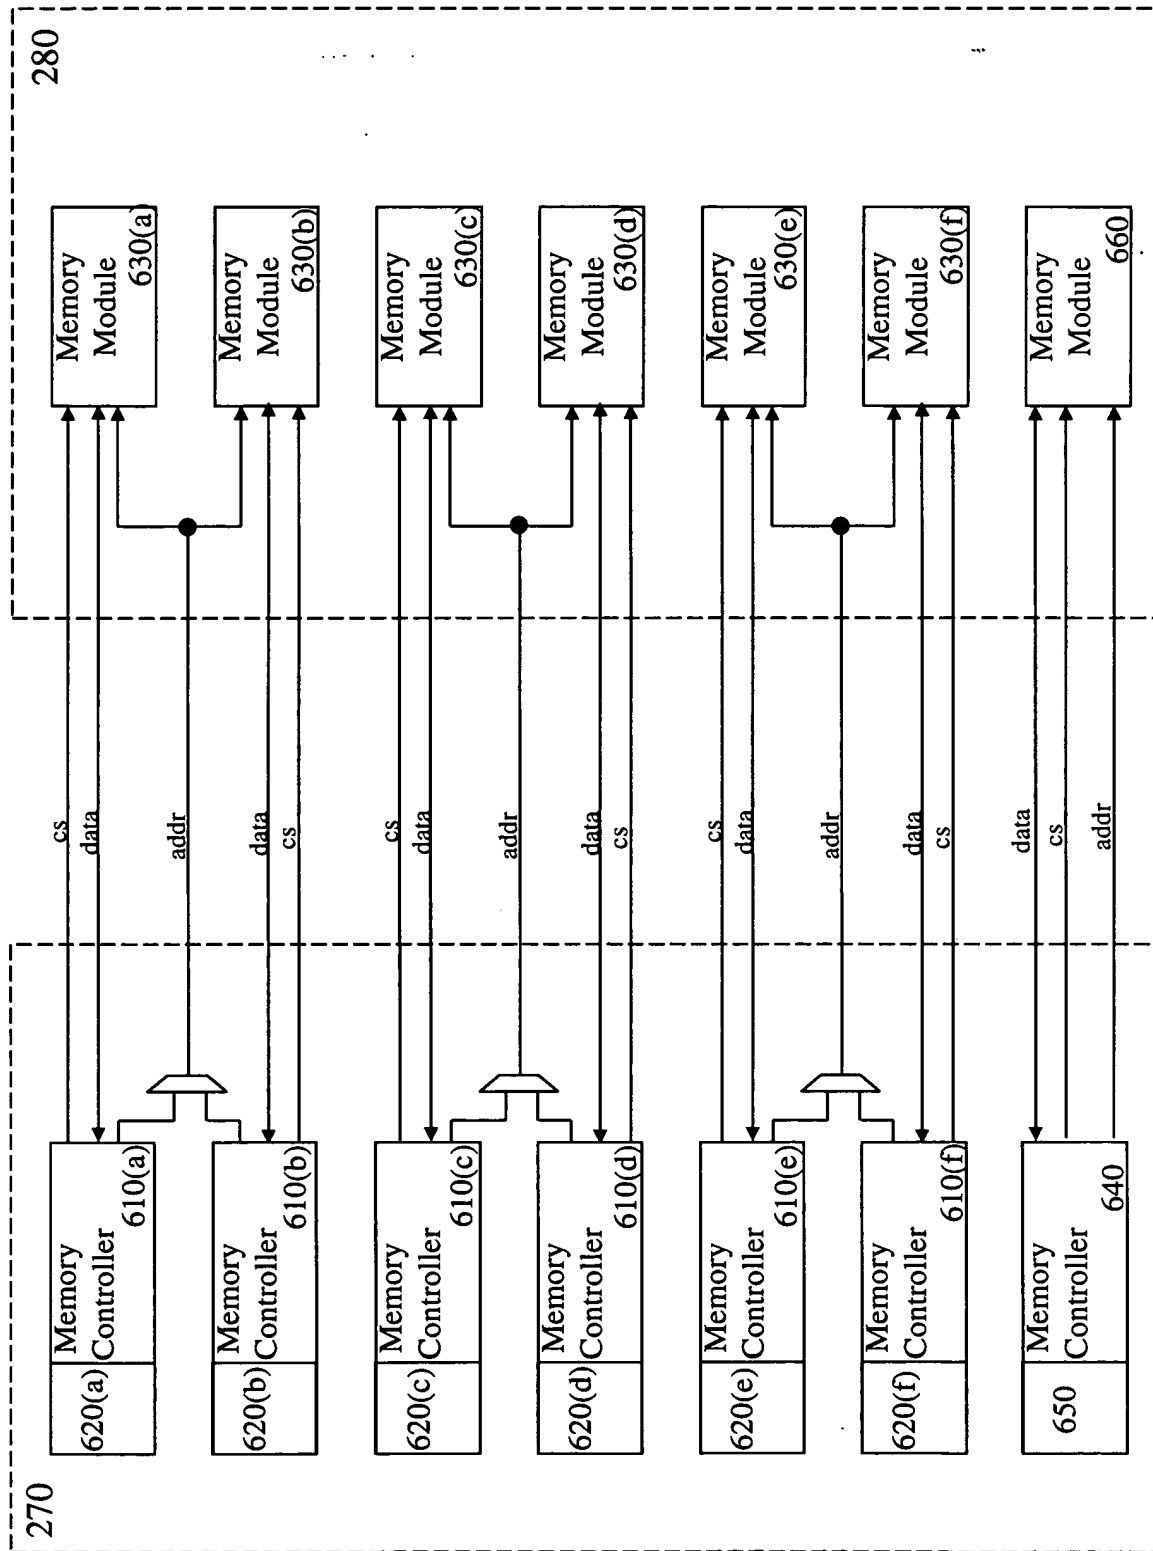 280
Memory
Module
630(a)
Memory
Module
630(b)
Memory
Module
630(c)
Memory
Module
630(d)
Memory
Module
630(e)
Memory
Module
630(f)
Memory
Module
660
cs
data
addr
data
cs
cs
data
addr
data
cs
cs
data
addr
data
cs
data
cs
addr
Memory
Controller
610(a)
Memory
Controller
610(b)
Memory
Controller
610(c)
Memory
Controller
610(d)
Memory
Controller
610(e)
Memory
Controller
610(f)
Memory
Controller
640
620(a)
620(b)
620(c)
620(d)
620(e)
620(f)
650
270